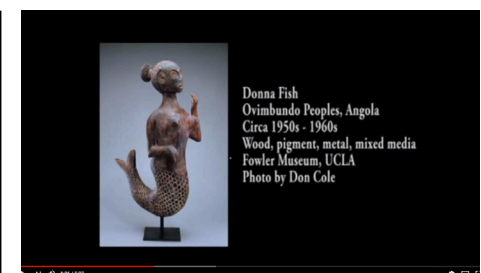 Donna Fish
Ovimbundo Peoples, Angola
Circa 1950s - 1960s
Wood, pigment, metal, mixed media
Fowler Museum, UCLA
Photo by Don Cole